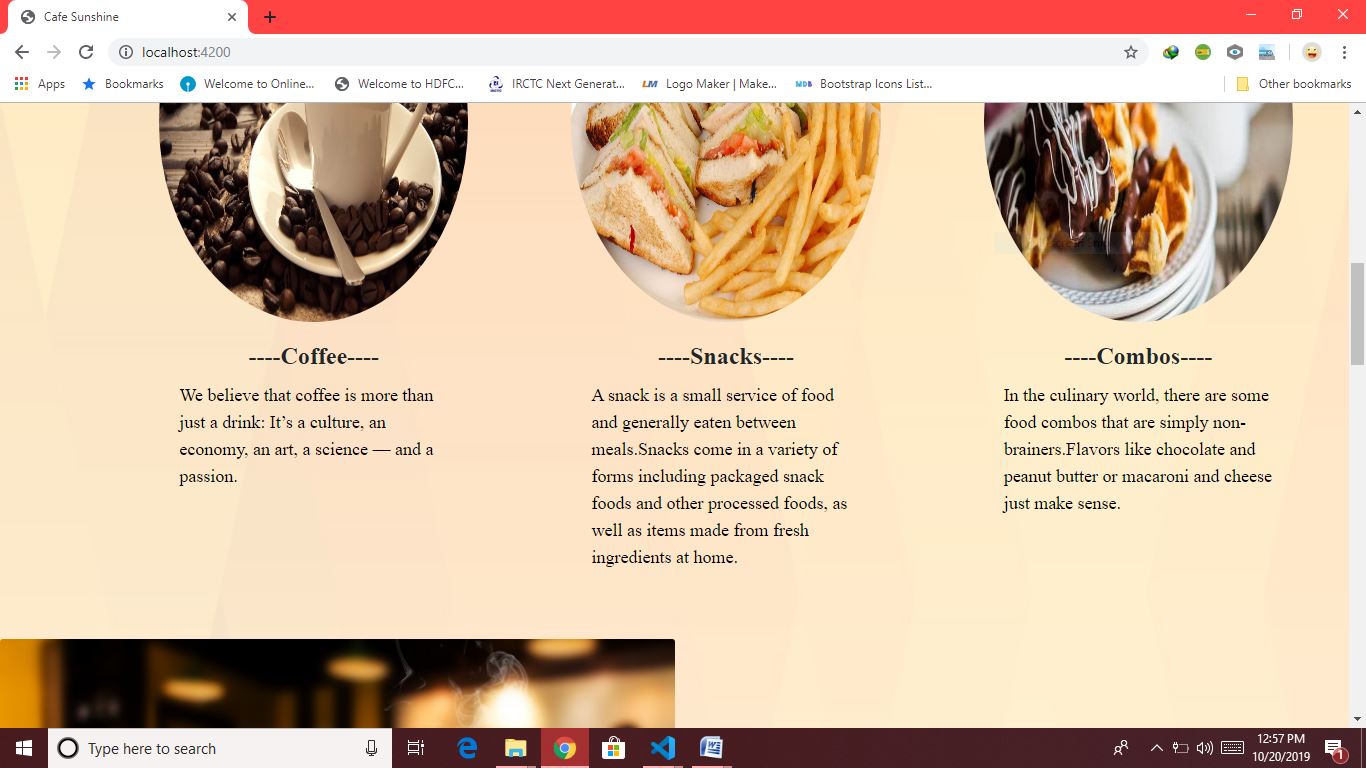 Cafe Sunshine
localhost:4200
Apps
Bookmarks
Welcome to Online...
Welcome to HDFC...
IRCTC Next Generat...
LM Logo Maker | Make...
MDB Bootstrap Icons List...
Other bookmarks
----Coffee----
We believe that coffee is more than
just a drink: It’s a culture, an
economy, an art, a science — and a
passion.
----Snacks----
A snack is a small service of food
and generally eaten between
meals.Snacks come in a variety of
forms including packaged snack
foods and other processed foods, as
well as items made from fresh
ingredients at home.
----Combos----
In the culinary world, there are some
food combos that are simply non-
brainers.Flavors like chocolate and
peanut butter or macaroni and cheese
just make sense.
Type here to search
12:57 PM
10/20/2019
1